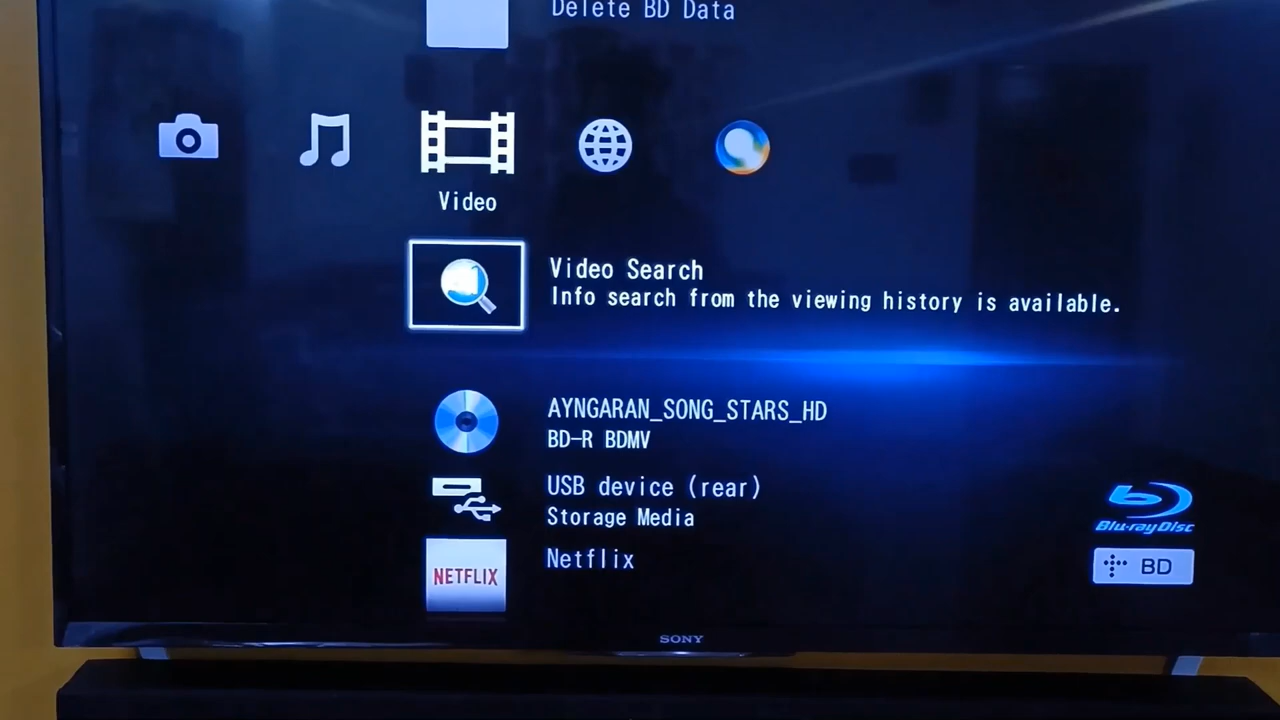 Delete BD Data
Video
Video Search
Info search from the viewing history is available.
AYNGARAN_SONG_STARS_HD
BD-R BDMV
USB device (rear)
Storage Media
NETFLIX
Netflix
Blu-ray Disc
BD
SONY